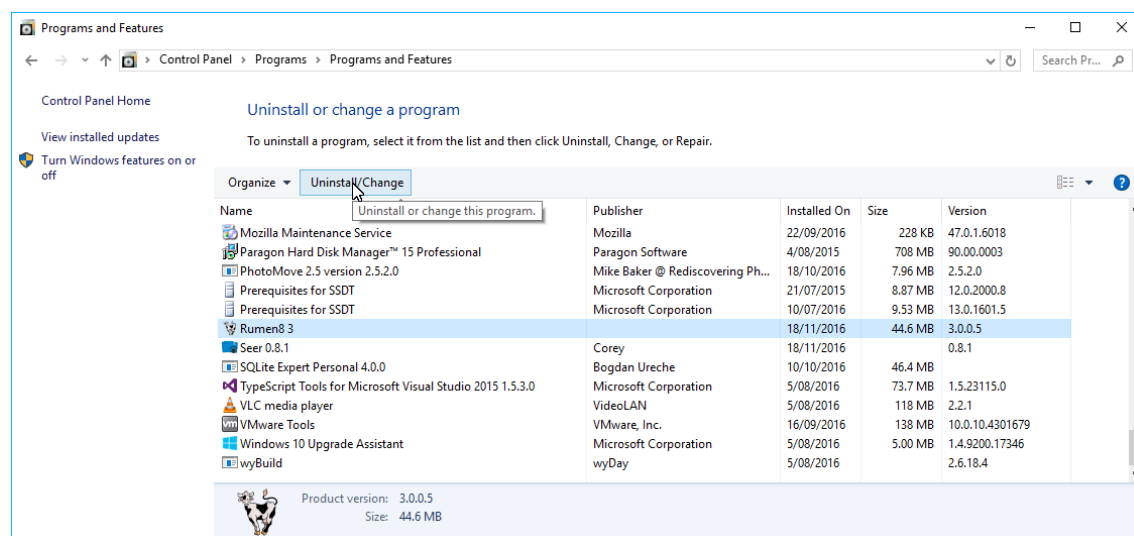 Programs and Features
Control Panel > Programs > Programs and Features
Search Pr...
Control Panel Home
Uninstall or change a program
View installed updates
To uninstall a program, select it from the list and then click Uninstall, Change, or Repair.
Turn Windows features on or
off
Organize Uninstall/Change
Uninstall or change this program.
Name Publisher Installed On Size Version
Mozilla Maintenance Service Mozilla 22/09/2016 228 KB 47.0.1.6018
Paragon Hard Disk Manager™ 15 Professional Paragon Software 4/08/2015 708 MB 90.00.0003
PhotoMove 2.5 version 2.5.2.0 Mike Baker @ Rediscovering Ph... 18/10/2016 7.96 MB 2.5.2.0
Prerequisites for SSDT Microsoft Corporation 21/07/2015 8.87 MB 12.0.2000.8
Prerequisites for SSDT Microsoft Corporation 10/07/2016 9.53 MB 13.0.1601.5
Rumen8 3 18/11/2016 44.6 MB 3.0.0.5
Seer 0.8.1 Corey 18/11/2016 0.8.1
SQLite Expert Personal 4.0.0 Bogdan Ureche 10/10/2016 46.4 MB
TypeScript Tools for Microsoft Visual Studio 2015 1.5.3.0 Microsoft Corporation 5/08/2016 73.7 MB 1.5.23115.0
VLC media player VideoLAN 5/08/2016 118 MB 2.2.1
vm VMware Tools VMware, Inc. 16/09/2016 138 MB 10.0.10.4301679
Windows 10 Upgrade Assistant Microsoft Corporation 5/08/2016 5.00 MB 1.4.9200.17346
wyBuild wyDay 5/08/2016 2.6.18.4
Product version: 3.0.0.5
Size: 44.6 MB